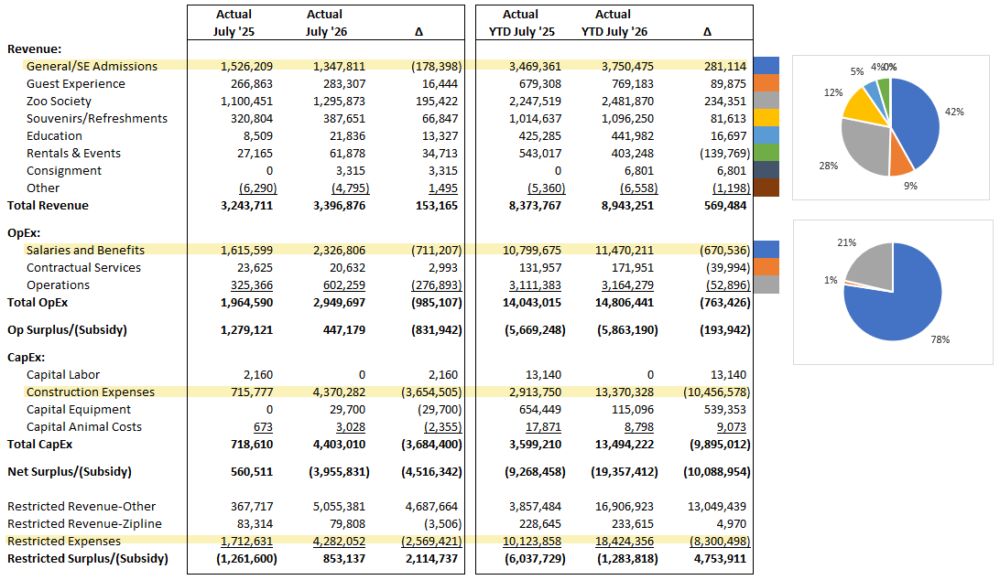 Actual Actual Actual Actual
July '25 July '26 Δ YTD July '25 YTD July '26 Δ
Revenue:
General/SE Admissions 1,526,209 1,347,811 (178,398) 3,469,361 3,750,475 281,114
Guest Experience 266,863 283,307 16,444 679,308 769,183 89,875
Zoo Society 1,100,451 1,295,873 195,422 2,247,519 2,481,870 234,351
Souvenirs/Refreshments 320,804 387,651 66,847 1,014,637 1,096,250 81,613
Education 8,509 21,836 13,327 425,285 441,982 16,697
Rentals & Events 27,165 61,878 34,713 543,017 403,248 (139,769)
Consignment 0 3,315 3,315 0 6,801 6,801
Other (6,290) (4,795) 1,495 (5,360) (6,558) (1,198)
Total Revenue 3,243,711 3,396,876 153,165 8,373,767 8,943,251 569,484
OpEx:
Salaries and Benefits 1,615,599 2,326,806 (711,207) 10,799,675 11,470,211 (670,536)
Contractual Services 23,625 20,632 2,993 131,957 171,951 (39,994)
Operations 325,366 602,259 (276,893) 3,111,383 3,164,279 (52,896)
Total OpEx 1,964,590 2,949,697 (985,107) 14,043,015 14,806,441 (763,426)
Op Surplus/(Subsidy) 1,279,121 447,179 (831,942) (5,669,248) (5,863,190) (193,942)
CapEx:
Capital Labor 2,160 0 2,160 13,140 0 13,140
Construction Expenses 715,777 4,370,282 (3,654,505) 2,913,750 13,370,328 (10,456,578)
Capital Equipment 0 29,700 (29,700) 654,449 115,096 539,353
Capital Animal Costs 673 3,028 (2,355) 17,871 8,798 9,073
Total CapEx 718,610 4,403,010 (3,684,400) 3,599,210 13,494,222 (9,895,012)
Net Surplus/(Subsidy) 560,511 (3,955,831) (4,516,342) (9,268,458) (19,357,412) (10,088,954)
Restricted Revenue-Other 367,717 5,055,381 4,687,664 3,857,484 16,906,923 13,049,439
Restricted Revenue-Zipline 83,314 79,808 (3,506) 228,645 233,615 4,970
Restricted Expenses 1,712,631 4,282,052 (2,569,421) 10,123,858 18,424,356 (8,300,498)
Restricted Surplus/(Subsidy) (1,261,600) 853,137 2,114,737 (6,037,729) (1,283,818) 4,753,911
5% 4% 0%
12%
42%
28%
9%
21%
1%
78%